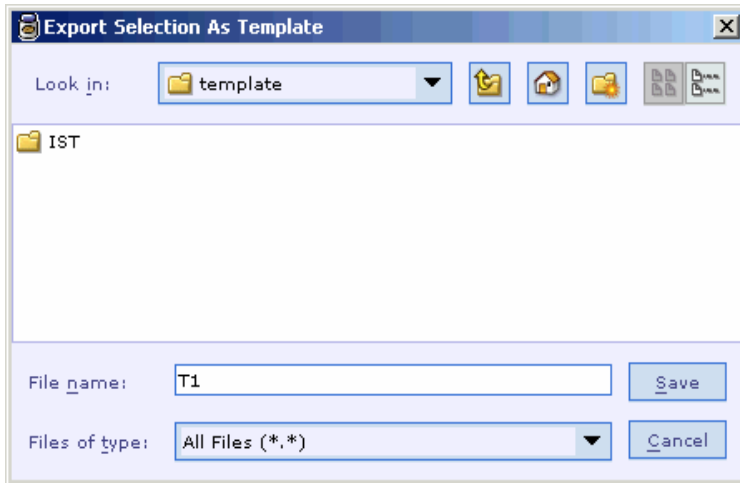 Export Selection As Template
Look in: template
IST
File name: T1 Save
Files of type: All Files (*.*) Cancel